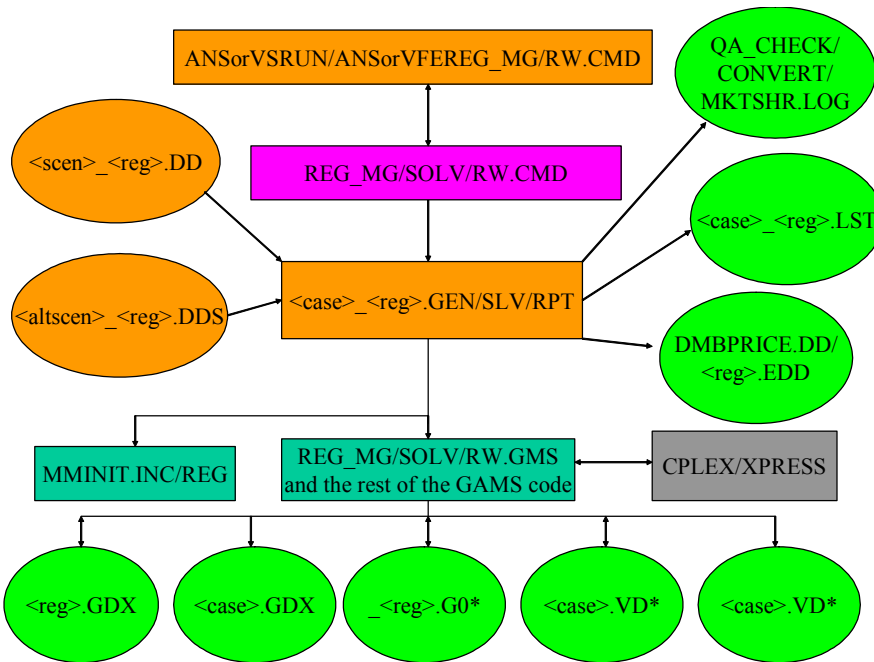 ANSorVSRUN/ANSorVFEREG_MG/RW.CMD
QA_CHECK/
CONVERT/
MKTSHR.LOG
<scen>_<reg>.DD
REG_MG/SOLV/RW.CMD
<case>_<reg>.LST
<altscen>_<reg>.DDS
<case>_<reg>.GEN/SLV/RPT
DMBPRICE.DD/
<reg>.EDD
MMINIT.INC/REG
REG_MG/SOLV/RW.GMS
and the rest of the GAMS code
CPLEX/XPRESS
<reg>.GDX
<case>.GDX
_<reg>.G0*
<case>.VD*
<case>.VD*